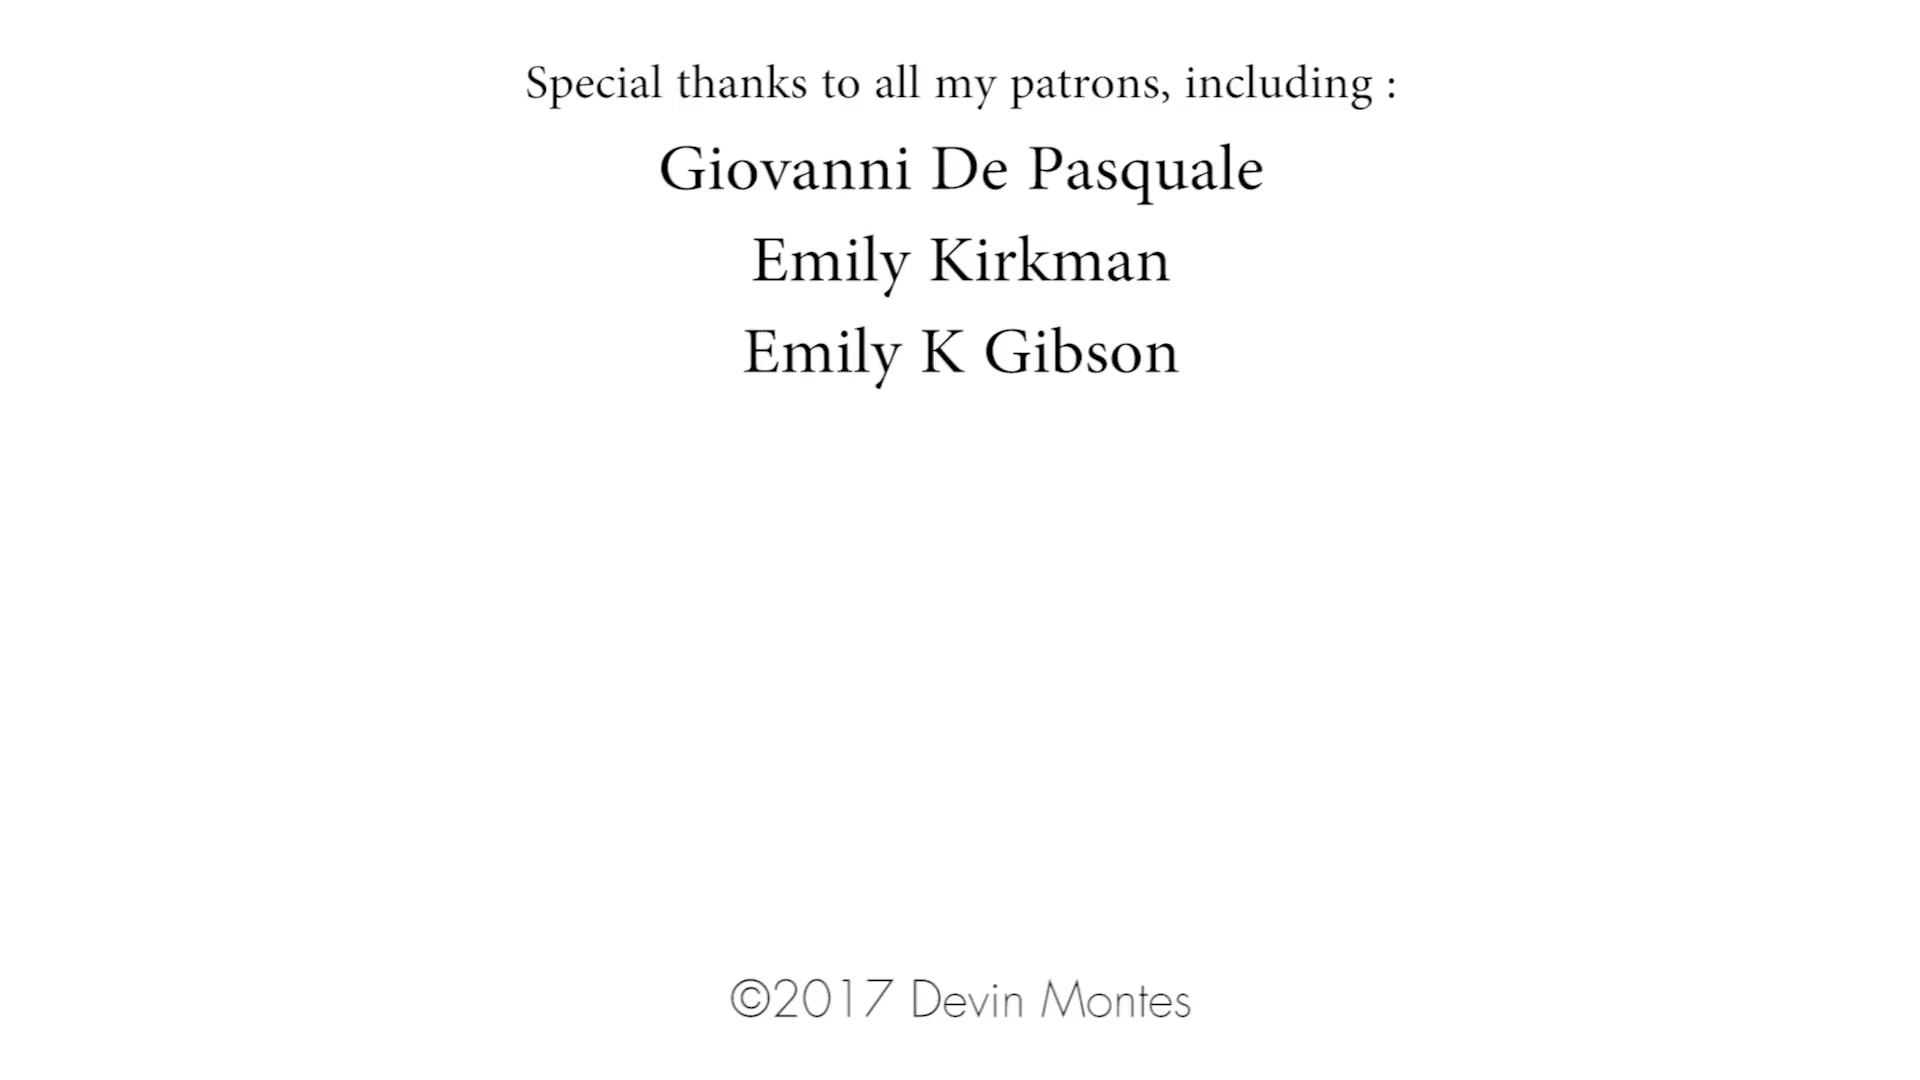 Special thanks to all my patrons, including :
Giovanni De Pasquale
Emily Kirkman
Emily K Gibson
©2017 Devin Montes